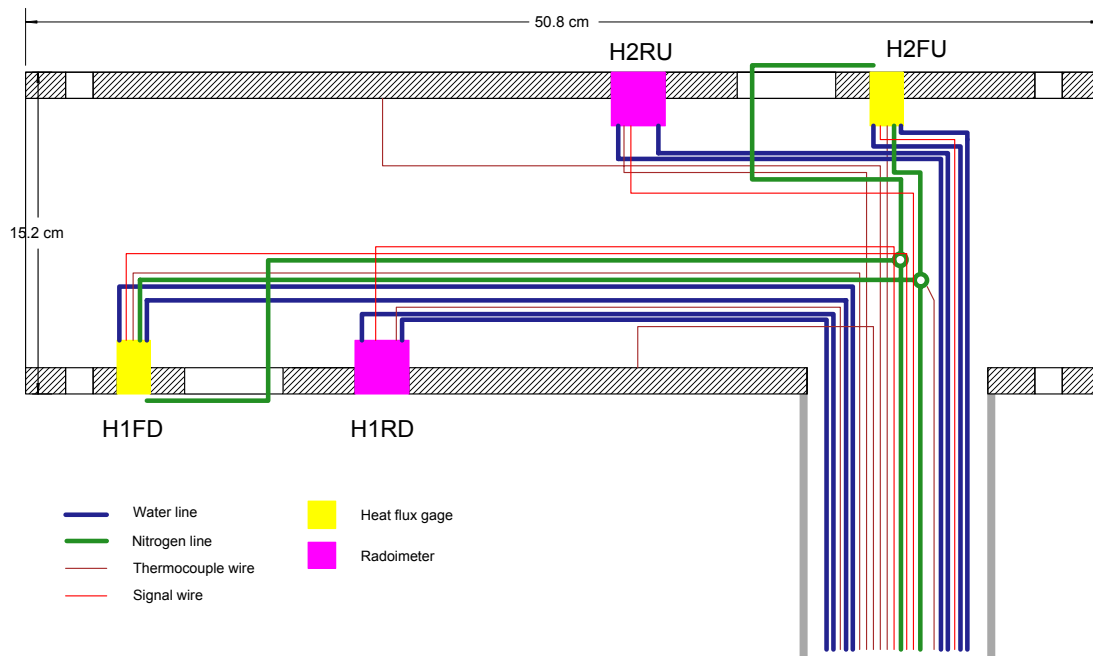 50.8 cm
H2RU
H2FU
15.2 cm
H1FD
H1RD
Water line
Nitrogen line
Thermocouple wire
Signal wire
Heat flux gage
Radoimeter